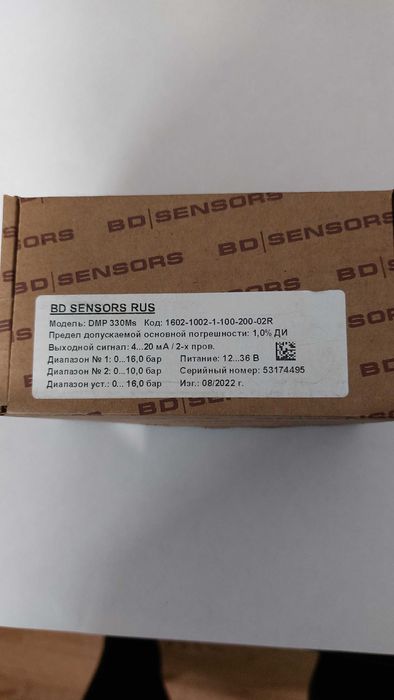 BD|SENSORS
BD|SENSORS
SENSORS
BD|SENSORS
BD SENSORS RUS
Модель: DMP 330Ms Код: 1602-1002-1-100-200-02R
Предел допускаемой основной погрешности: 1,0% ДИ
Выходной сигнал: 4...20 мА / 2-х пров.
Диапазон № 1: 0...16,0 бар Питание: 12...36 В
Диапазон № 2: 0...10,0 бар Серийный номер: 53174495
Диапазон уст.: 0... 16,0 бар Изг.: 08/2022 г.